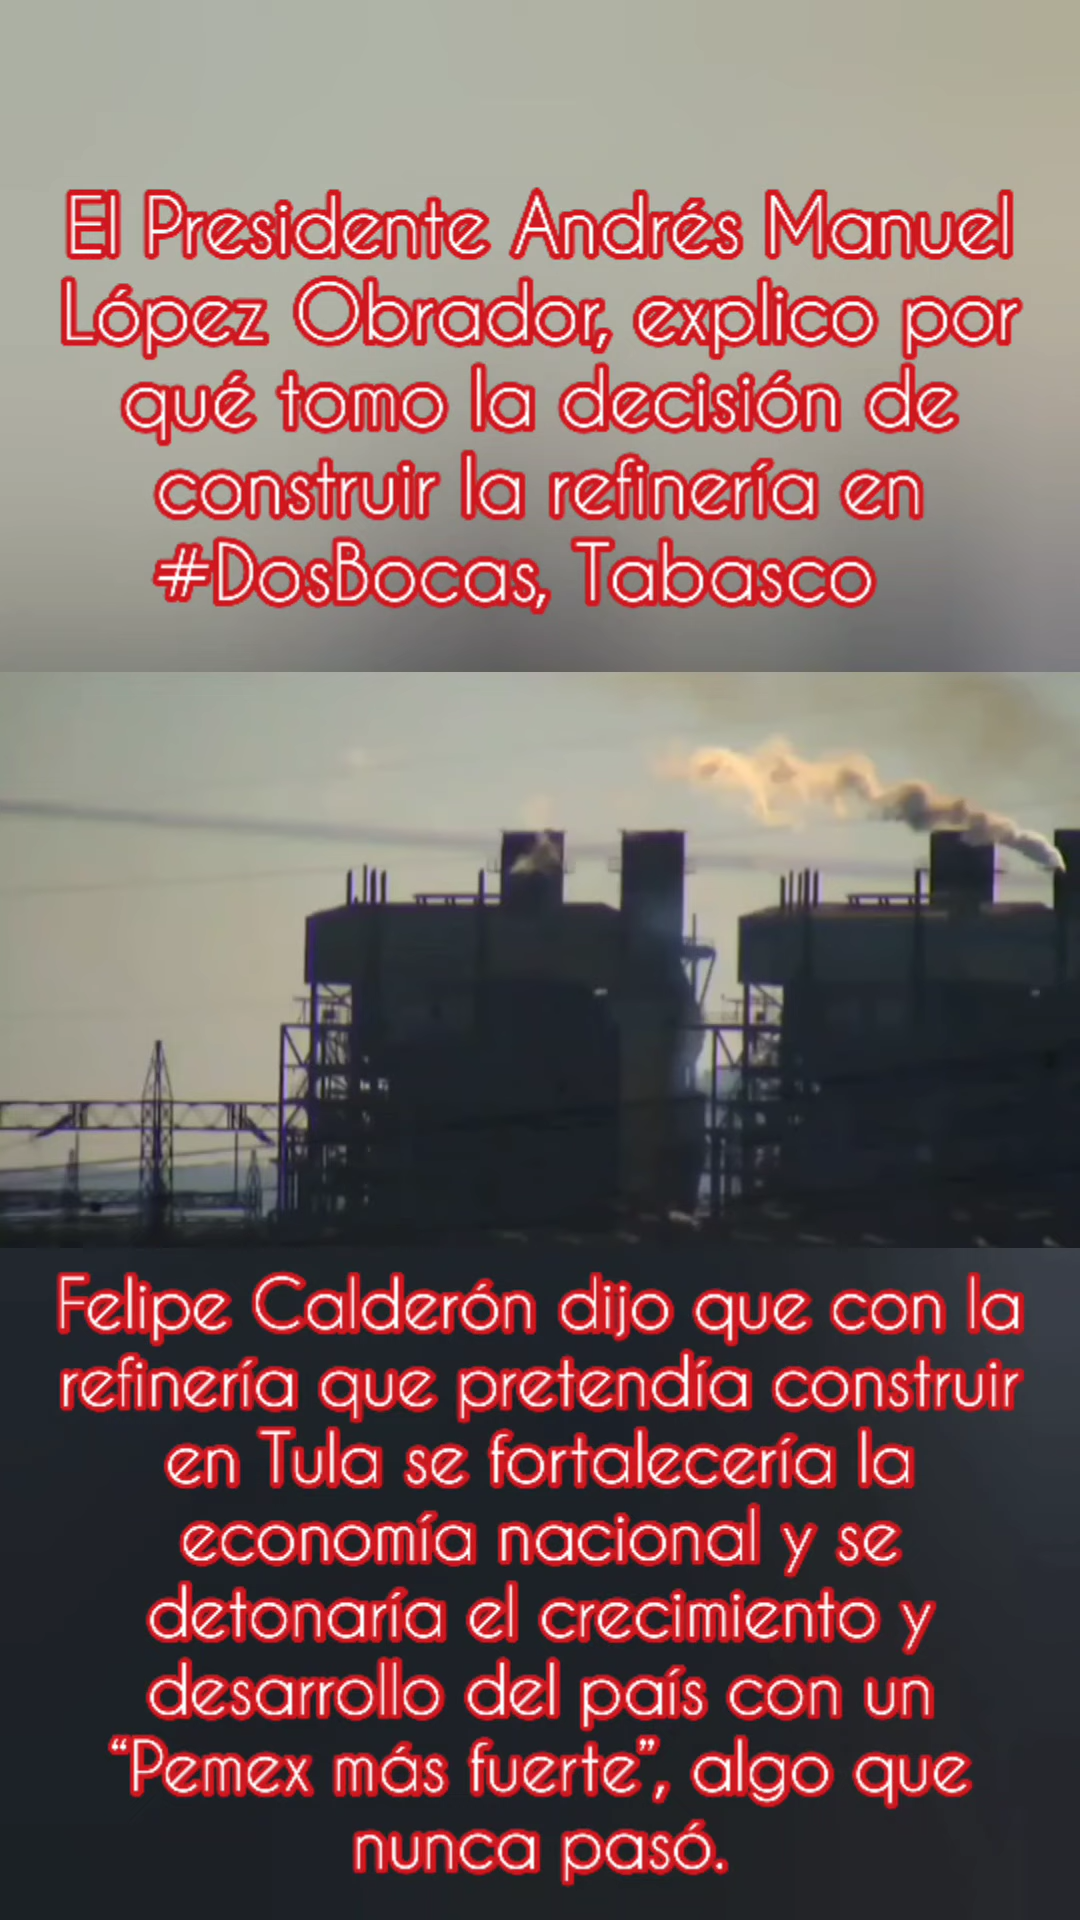 El Presidente Andrés Manuel
López Obrador, explico por
qué tomo la decisión de
construir la refinería en
#DosBocas, Tabasco
Felipe Calderón dijo que con la
refinería que pretendía construir
en Tula se fortalecería la
economía nacional y se
detonaría el crecimiento y
desarrollo del país con un
“Pemex más fuerte”, algo que
nunca pasó.